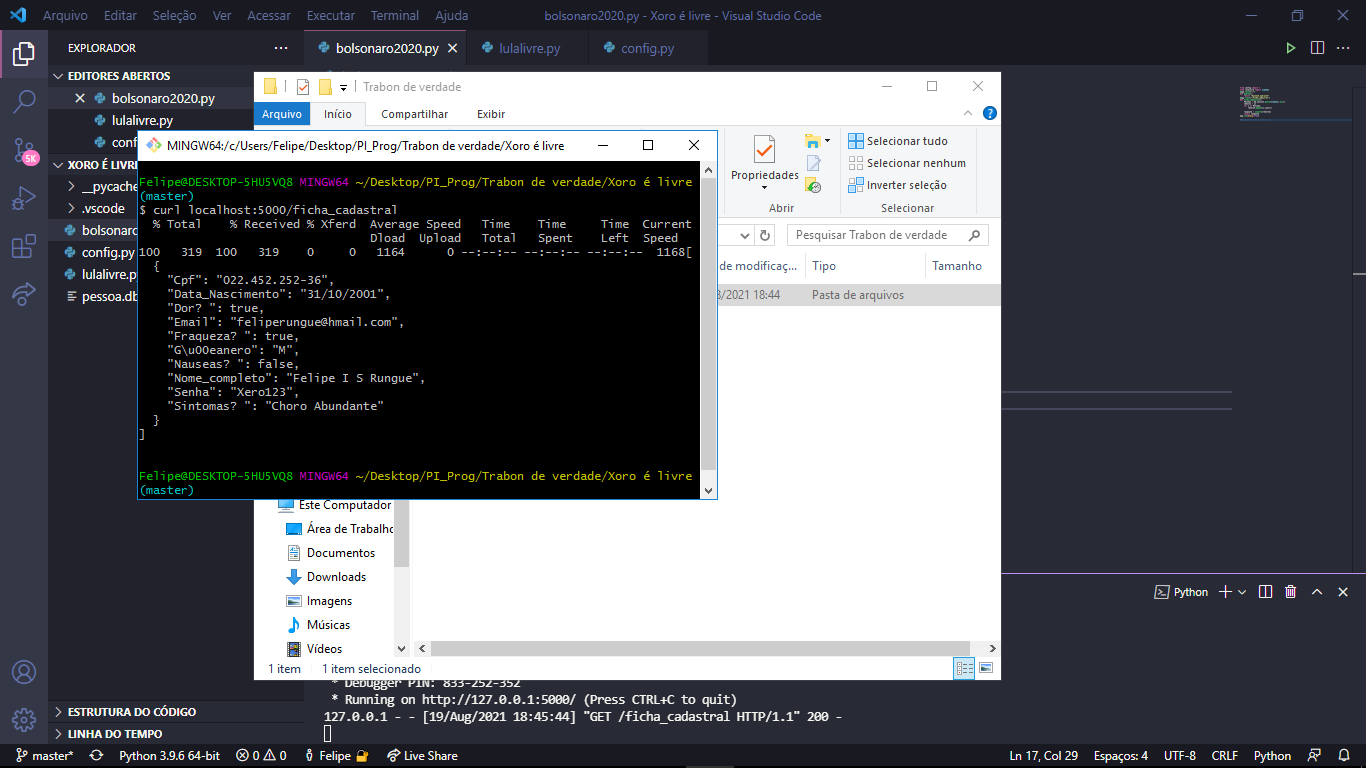 Arquivo Editar Seleção Ver Acessar Executar Terminal Ajuda bolsonaro2020.py - Xoro é livre - Visual Studio Code
EXPLORADOR
bolsonaro2020.py lulalivre.py config.py
EDITORES ABERTOS
bolsonaro2020.py
lulalivre.py
conf
5K
XORO É LIVR
__pycache
.vscode
bolsonaro
config.py
lulalivre.py
pessoa.db
Trabon de verdade
Arquivo Início Compartilhar Exibir
Propriedades
Abrir
Selecionar tudo
Selecionar nenhum
Inverter seleção
Selecionar
Pesquisar Trabon de verdade
de modificaç... Tipo Tamanho
8/2021 18:44 Pasta de arquivos
MINGW64:/c/Users/Felipe/Desktop/PI_Prog/Trabon de verdade/Xoro é livre
Felipe@DESKTOP-5HU5VQ8 MINGW64 ~/Desktop/PI_Prog/Trabon de verdade/Xoro é livre
(master)
$ curl localhost:5000/ficha_cadastral
% Total % Received % Xferd Average Speed Time Time Time Current
Dload Upload Total Spent Left Speed
100 319 100 319 0 0 1164 0 --:--:-- --:--:-- --:--:-- 1168[
{
"Cpf": "022.452.252-36",
"Data_Nascimento": "31/10/2001",
"Dor? ": true,
"Email": "feliperungue@hmail.com",
"Fraqueza? ": true,
"G\u00eanero": "M",
"Nauseas? ": false,
"Nome_completo": "Felipe I S Rungue",
"Senha": "Xero123",
"Sintomas? ": "Choro Abundante"
}
]
Felipe@DESKTOP-5HU5VQ8 MINGW64 ~/Desktop/PI_Prog/Trabon de verdade/Xoro é livre
(master)
Este Computador
Área de Trabalho
Documentos
Downloads
Imagens
Músicas
Vídeos
1 item 1 item selecionado
Python
* Debugger PIN: 833-252-352
* Running on http://127.0.0.1:5000/ (Press CTRL+C to quit)
127.0.0.1 - - [19/Aug/2021 18:45:44] "GET /ficha_cadastral HTTP/1.1" 200 -
ESTRUTURA DO CÓDIGO
LINHA DO TEMPO
master* Python 3.9.6 64-bit 0 0 Felipe Live Share Ln 17, Col 29 Espaços: 4 UTF-8 CRLF Python